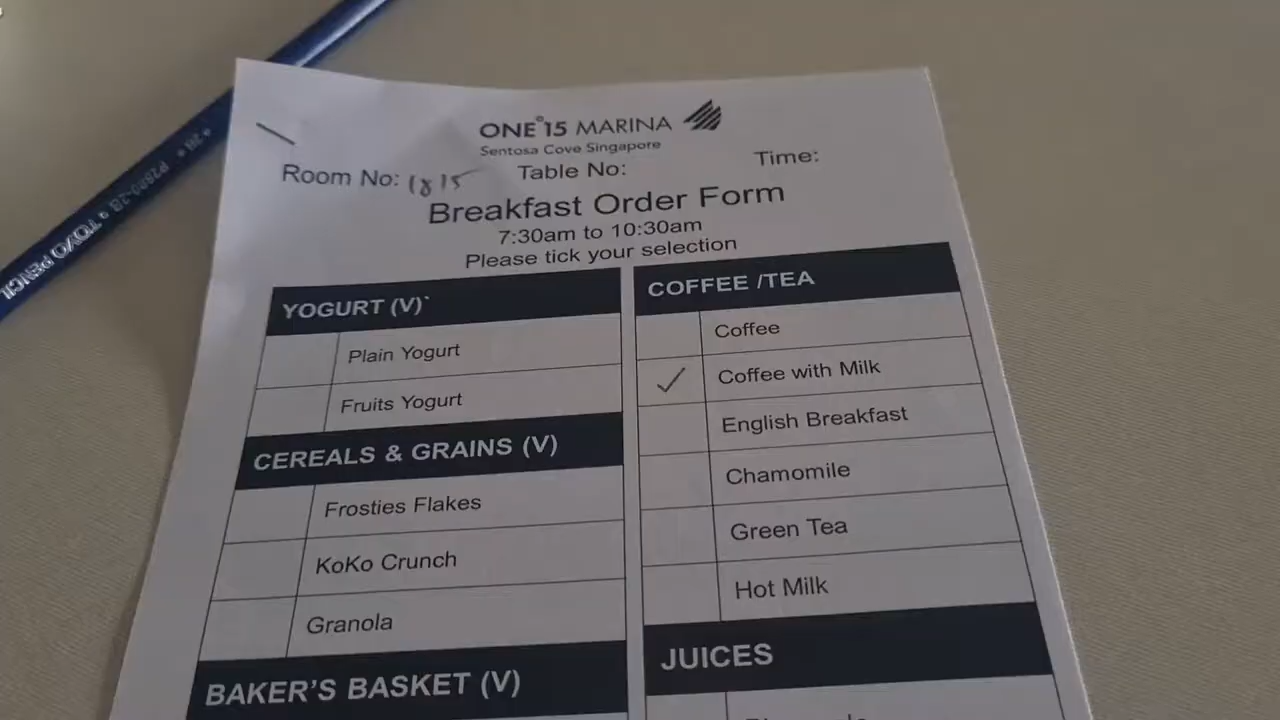 ONE°15 MARINA
Sentosa Cove Singapore
Room No: 1815 Table No: Time:
Breakfast Order Form
7:30am to 10:30am
Please tick your selection
YOGURT (V)
Plain Yogurt
Fruits Yogurt
CEREALS & GRAINS (V)
Frosties Flakes
KoKo Crunch
Granola
BAKER'S BASKET (V)
COFFEE /TEA
Coffee
✓ Coffee with Milk
English Breakfast
Chamomile
Green Tea
Hot Milk
JUICES
TOYO PENCIL